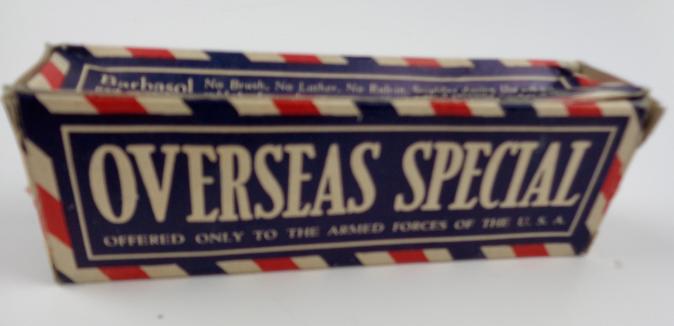 Barbasol No Brush, No Lather, No Rub-in
OVERSEAS SPECIAL
OFFERED ONLY TO THE ARMED FORCES OF THE U. S. A.